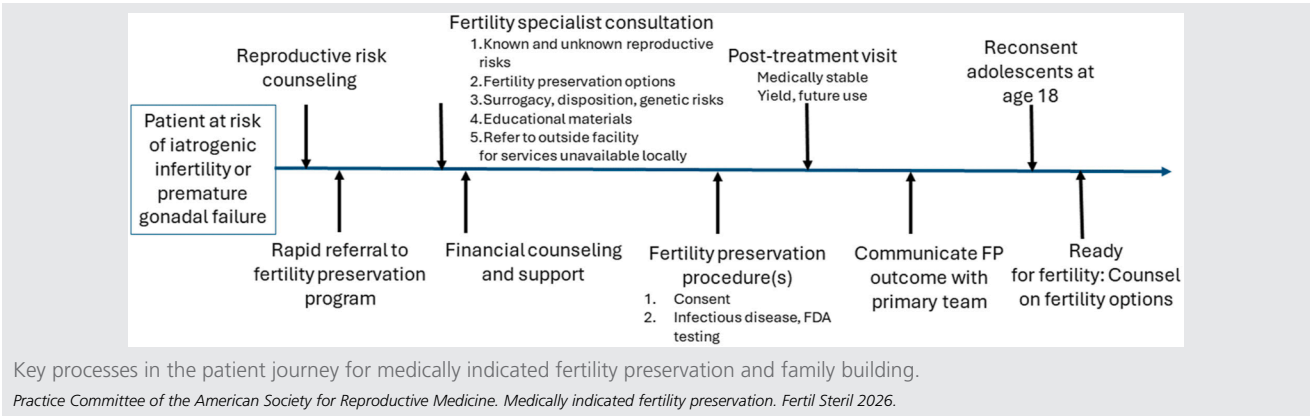 Patient at risk
of iatrogenic
infertility or
premature
gonadal failure
Reproductive risk
counseling
Rapid referral to
fertility preservation
program
Fertility specialist consultation
1.Known and unknown reproductive
risks
2.Fertility preservation options
3.Surrogacy, disposition, genetic risks
4.Educational materials
5.Refer to outside facility
for services unavailable locally
Financial counseling
and support
Fertility preservation
procedure(s)
1. Consent
2. Infectious disease, FDA
testing
Post-treatment visit
Medically stable
Yield, future use
Communicate FP
outcome with
primary team
Reconsent
adolescents at
age 18
Ready
for fertility: Counsel
on fertility options
Key processes in the patient journey for medically indicated fertility preservation and family building.
Practice Committee of the American Society for Reproductive Medicine. Medically indicated fertility preservation. Fertil Steril 2026.